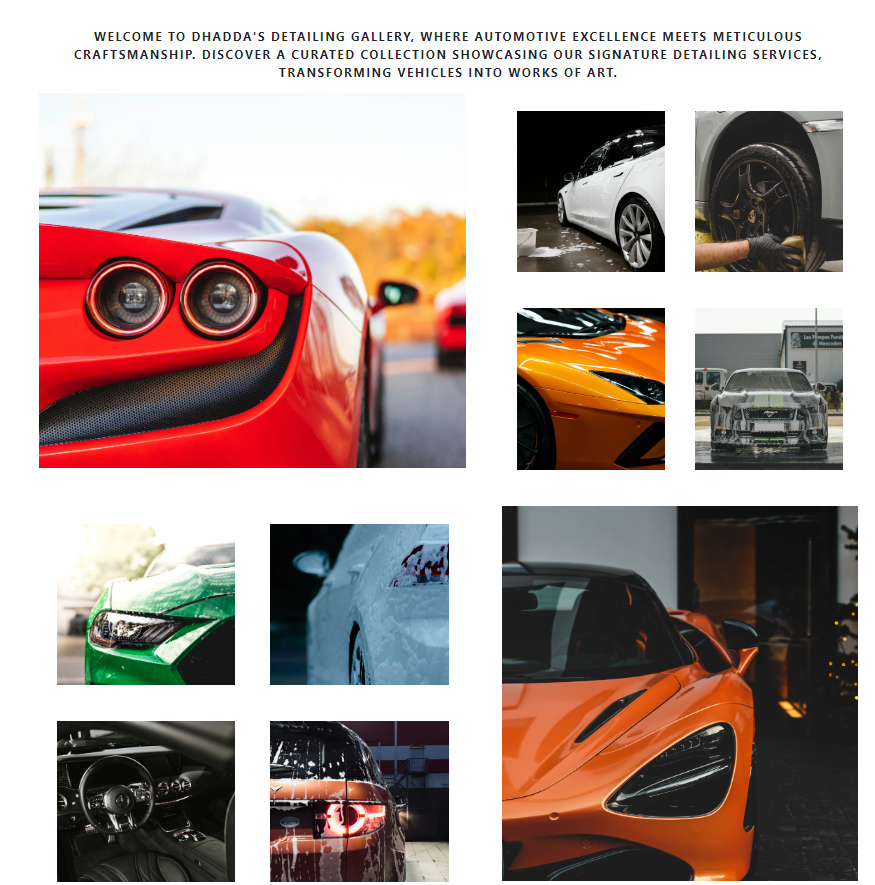 WELCOME TO DHADDA'S DETAILING GALLERY, WHERE AUTOMOTIVE EXCELLENCE MEETS METICULOUS
CRAFTSMANSHIP. DISCOVER A CURATED COLLECTION SHOWCASING OUR SIGNATURE DETAILING SERVICES,
TRANSFORMING VEHICLES INTO WORKS OF ART.